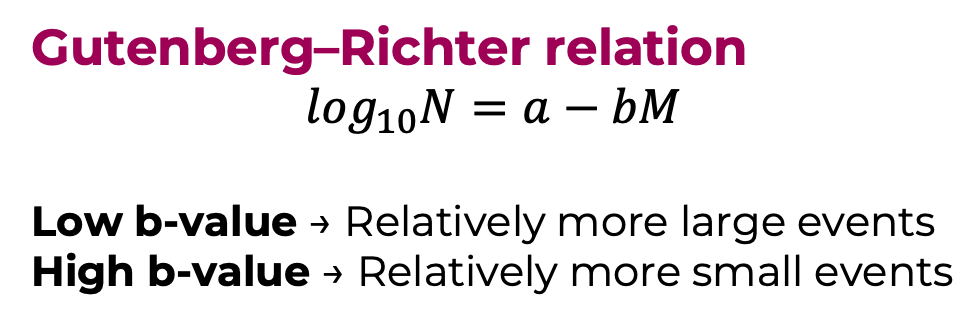 Gutenberg–Richter relation
log₁₀N = a − bM
Low b-value → Relatively more large events
High b-value → Relatively more small events